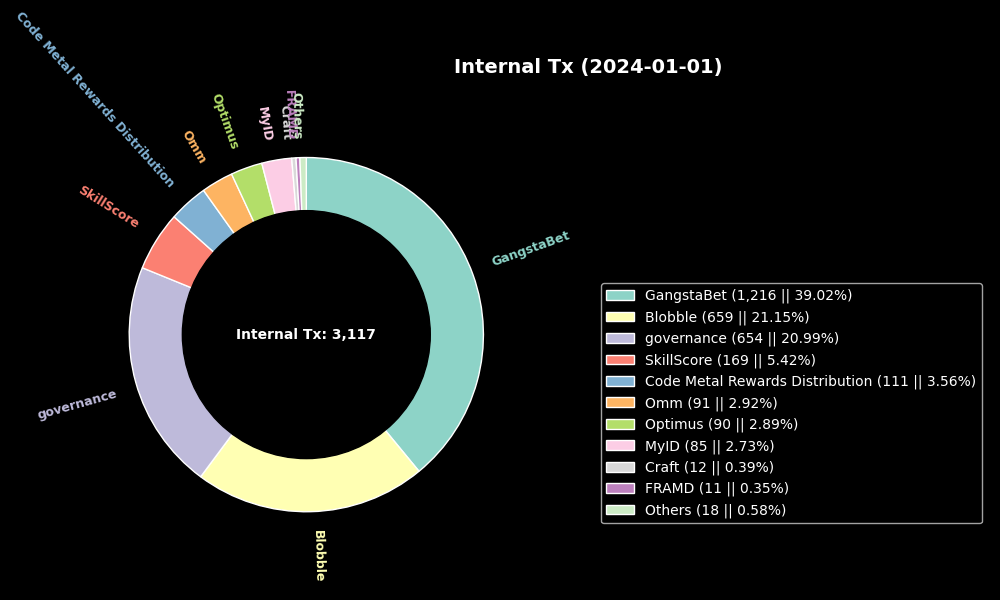 Internal Tx (2024-01-01)
Code Metal Rewards Distribution
Omm
Optimus
MyID
Craft
FRAMD
Others
SkillScore
GangstaBet
governance
Blobble
Internal Tx: 3,117
GangstaBet (1,216 || 39.02%)
Blobble (659 || 21.15%)
governance (654 || 20.99%)
SkillScore (169 || 5.42%)
Code Metal Rewards Distribution (111 || 3.56%)
Omm (91 || 2.92%)
Optimus (90 || 2.89%)
MyID (85 || 2.73%)
Craft (12 || 0.39%)
FRAMD (11 || 0.35%)
Others (18 || 0.58%)